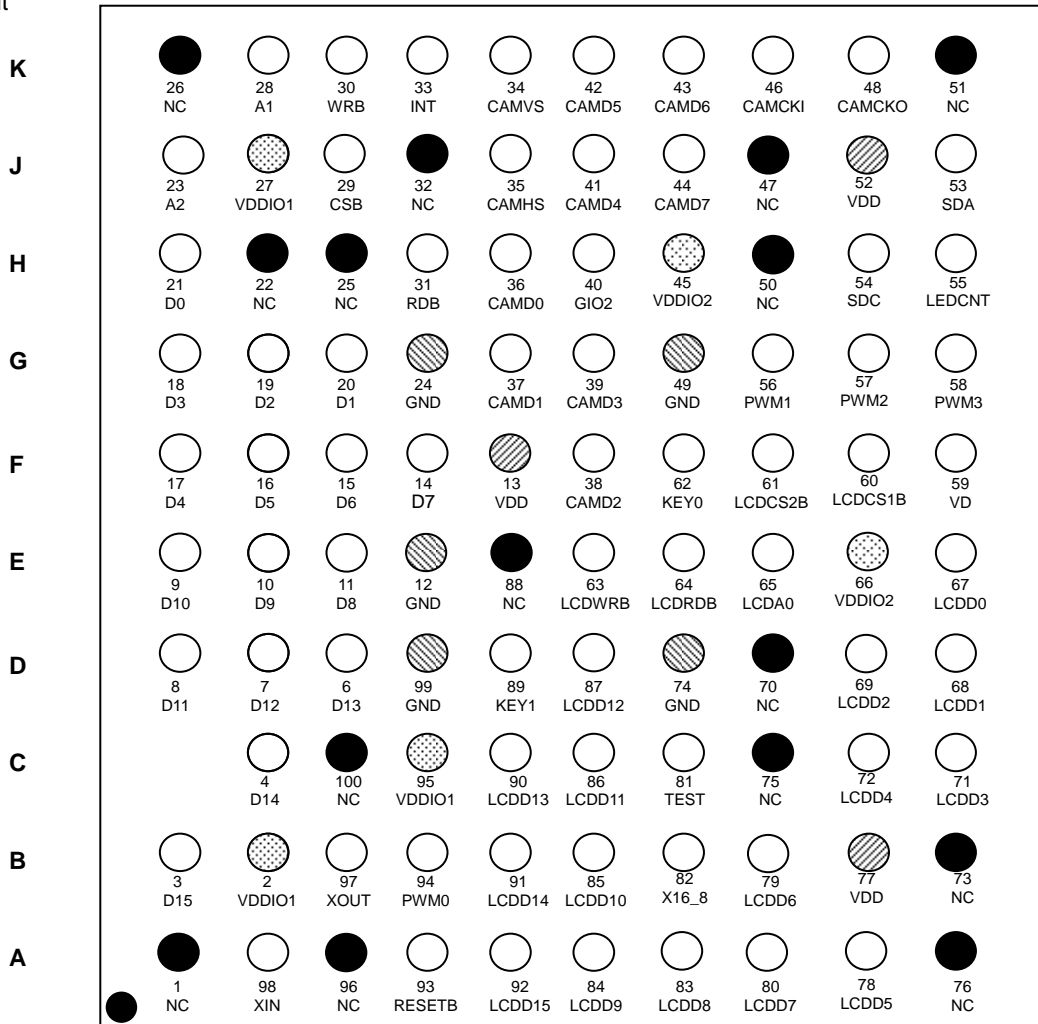 K
26 28 30 33 34 42 43 46 48 51
NC A1 WRB INT CAMVS CAMD5 CAMD6 CAMCKI CAMCKO NC
J
23 27 29 32 35 41 44 47 52 53
A2 VDDIO1 CSB NC CAMHS CAMD4 CAMD7 NC VDD SDA
H
21 22 25 31 36 40 45 50 54 55
D0 NC NC RDB CAMD0 GIO2 VDDIO2 NC SDC LEDCNT
G
18 19 20 24 37 39 49 56 57 58
D3 D2 D1 GND CAMD1 CAMD3 GND PWM1 PWM2 PWM3
F
17 16 15 14 13 38 62 61 60 59
D4 D5 D6 D7 VDD CAMD2 KEY0 LCDCS2B LCDCS1B VD
E
9 10 11 12 88 63 64 65 66 67
D10 D9 D8 GND NC LCDWRB LCDRDB LCDA0 VDDIO2 LCDD0
D
8 7 6 99 89 87 74 70 69 68
D11 D12 D13 GND KEY1 LCDD12 GND NC LCDD2 LCDD1
C
4 100 95 90 86 81 75 72 71
D14 NC VDDIO1 LCDD13 LCDD11 TEST NC LCDD4 LCDD3
B
3 2 97 94 91 85 82 79 77 73
D15 VDDIO1 XOUT PWM0 LCDD14 LCDD10 X16_8 LCDD6 VDD NC
A
1 98 96 93 92 84 83 80 78 76
NC XIN NC RESETB LCDD15 LCDD9 LCDD8 LCDD7 LCDD5 NC